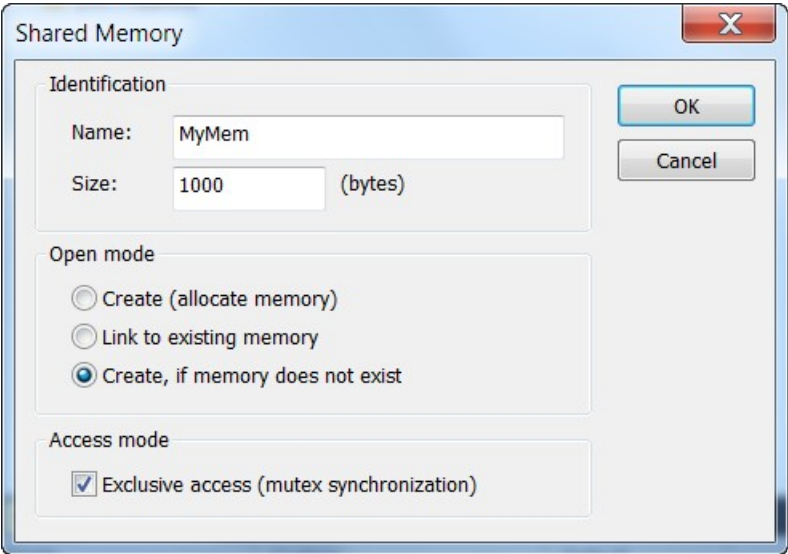 Shared Memory
Identification
Name: MyMem
Size: 1000 (bytes)
OK
Cancel
Open mode
Create (allocate memory)
Link to existing memory
Create, if memory does not exist
Access mode
Exclusive access (mutex synchronization)